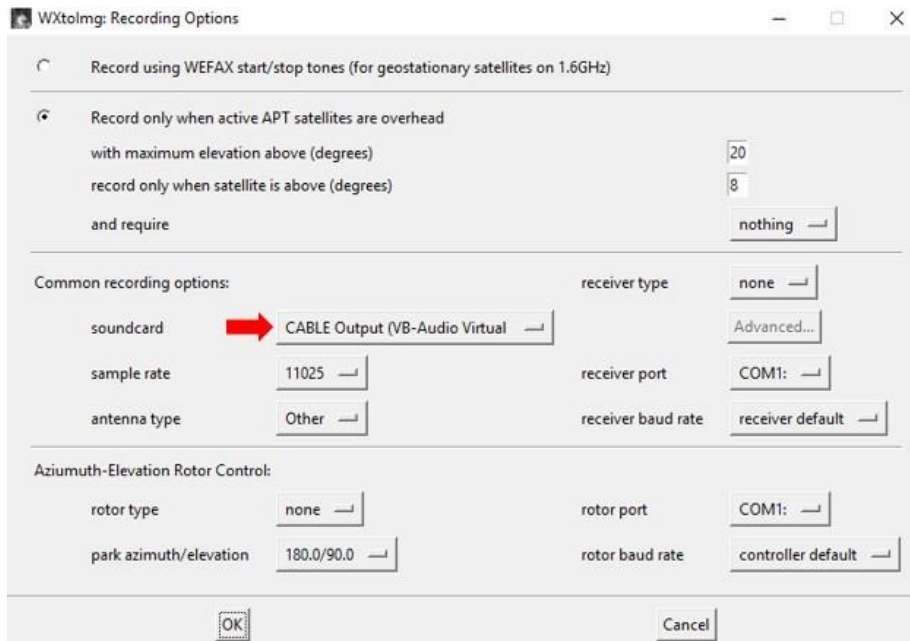 WXtoImg: Recording Options
Record using WEFAX start/stop tones (for geostationary satellites on 1.6GHz)
Record only when active APT satellites are overhead
with maximum elevation above (degrees) 20
record only when satellite is above (degrees) 8
and require nothing
Common recording options: receiver type none
soundcard CABLE Output (VB-Audio Virtual Advanced...
sample rate 11025 receiver port COM1:
antenna type Other receiver baud rate receiver default
Aziumuth-Elevation Rotor Control:
rotor type none rotor port COM1:
park azimuth/elevation 180.0/90.0 rotor baud rate controller default
OK Cancel